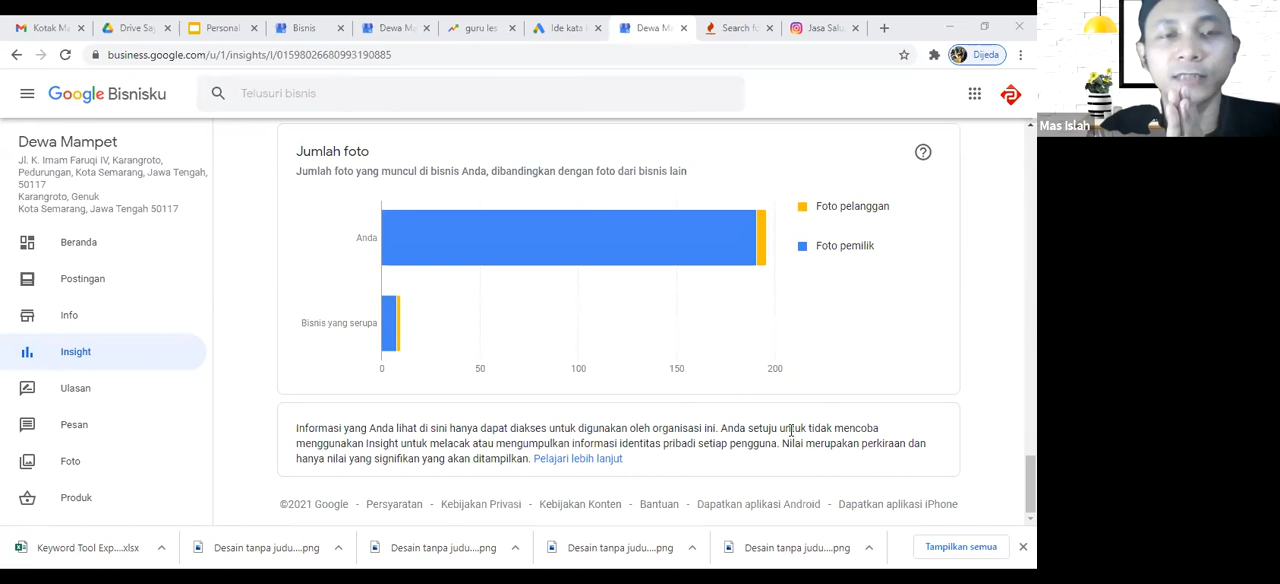 Kotak M
Drive Say
Personal
Bisnis
Dewa M
guru les
Ide kata k
Dewa M
Search fo
Jasa Salu
business.google.com/u/1/insights/l/01598026680993190885
Dijeda
Google Bisnisku
Telusuri bisnis
Mas Islah
Dewa Mampet
Jl. K. Imam Faruqi IV, Karangroto,
Pedurungan, Kota Semarang, Jawa Tengah,
50117
Karangroto, Genuk
Kota Semarang, Jawa Tengah 50117
Beranda
Postingan
Info
Insight
Ulasan
Pesan
Foto
Produk
Jumlah foto
Jumlah foto yang muncul di bisnis Anda, dibandingkan dengan foto dari bisnis lain
Foto pelanggan
Foto pemilik
Anda
Bisnis yang serupa
0
50
100
150
200
Informasi yang Anda lihat di sini hanya dapat diakses untuk digunakan oleh organisasi ini. Anda setuju untuk tidak mencoba
menggunakan Insight untuk melacak atau mengumpulkan informasi identitas pribadi setiap pengguna. Nilai merupakan perkiraan dan
hanya nilai yang signifikan yang akan ditampilkan. Pelajari lebih lanjut
©2021 Google - Persyaratan - Kebijakan Privasi - Kebijakan Konten - Bantuan - Dapatkan aplikasi Android - Dapatkan aplikasi iPhone
Keyword Tool Exp....xlsx
Desain tanpa judu....png
Desain tanpa judu....png
Desain tanpa judu....png
Desain tanpa judu....png
Tampilkan semua